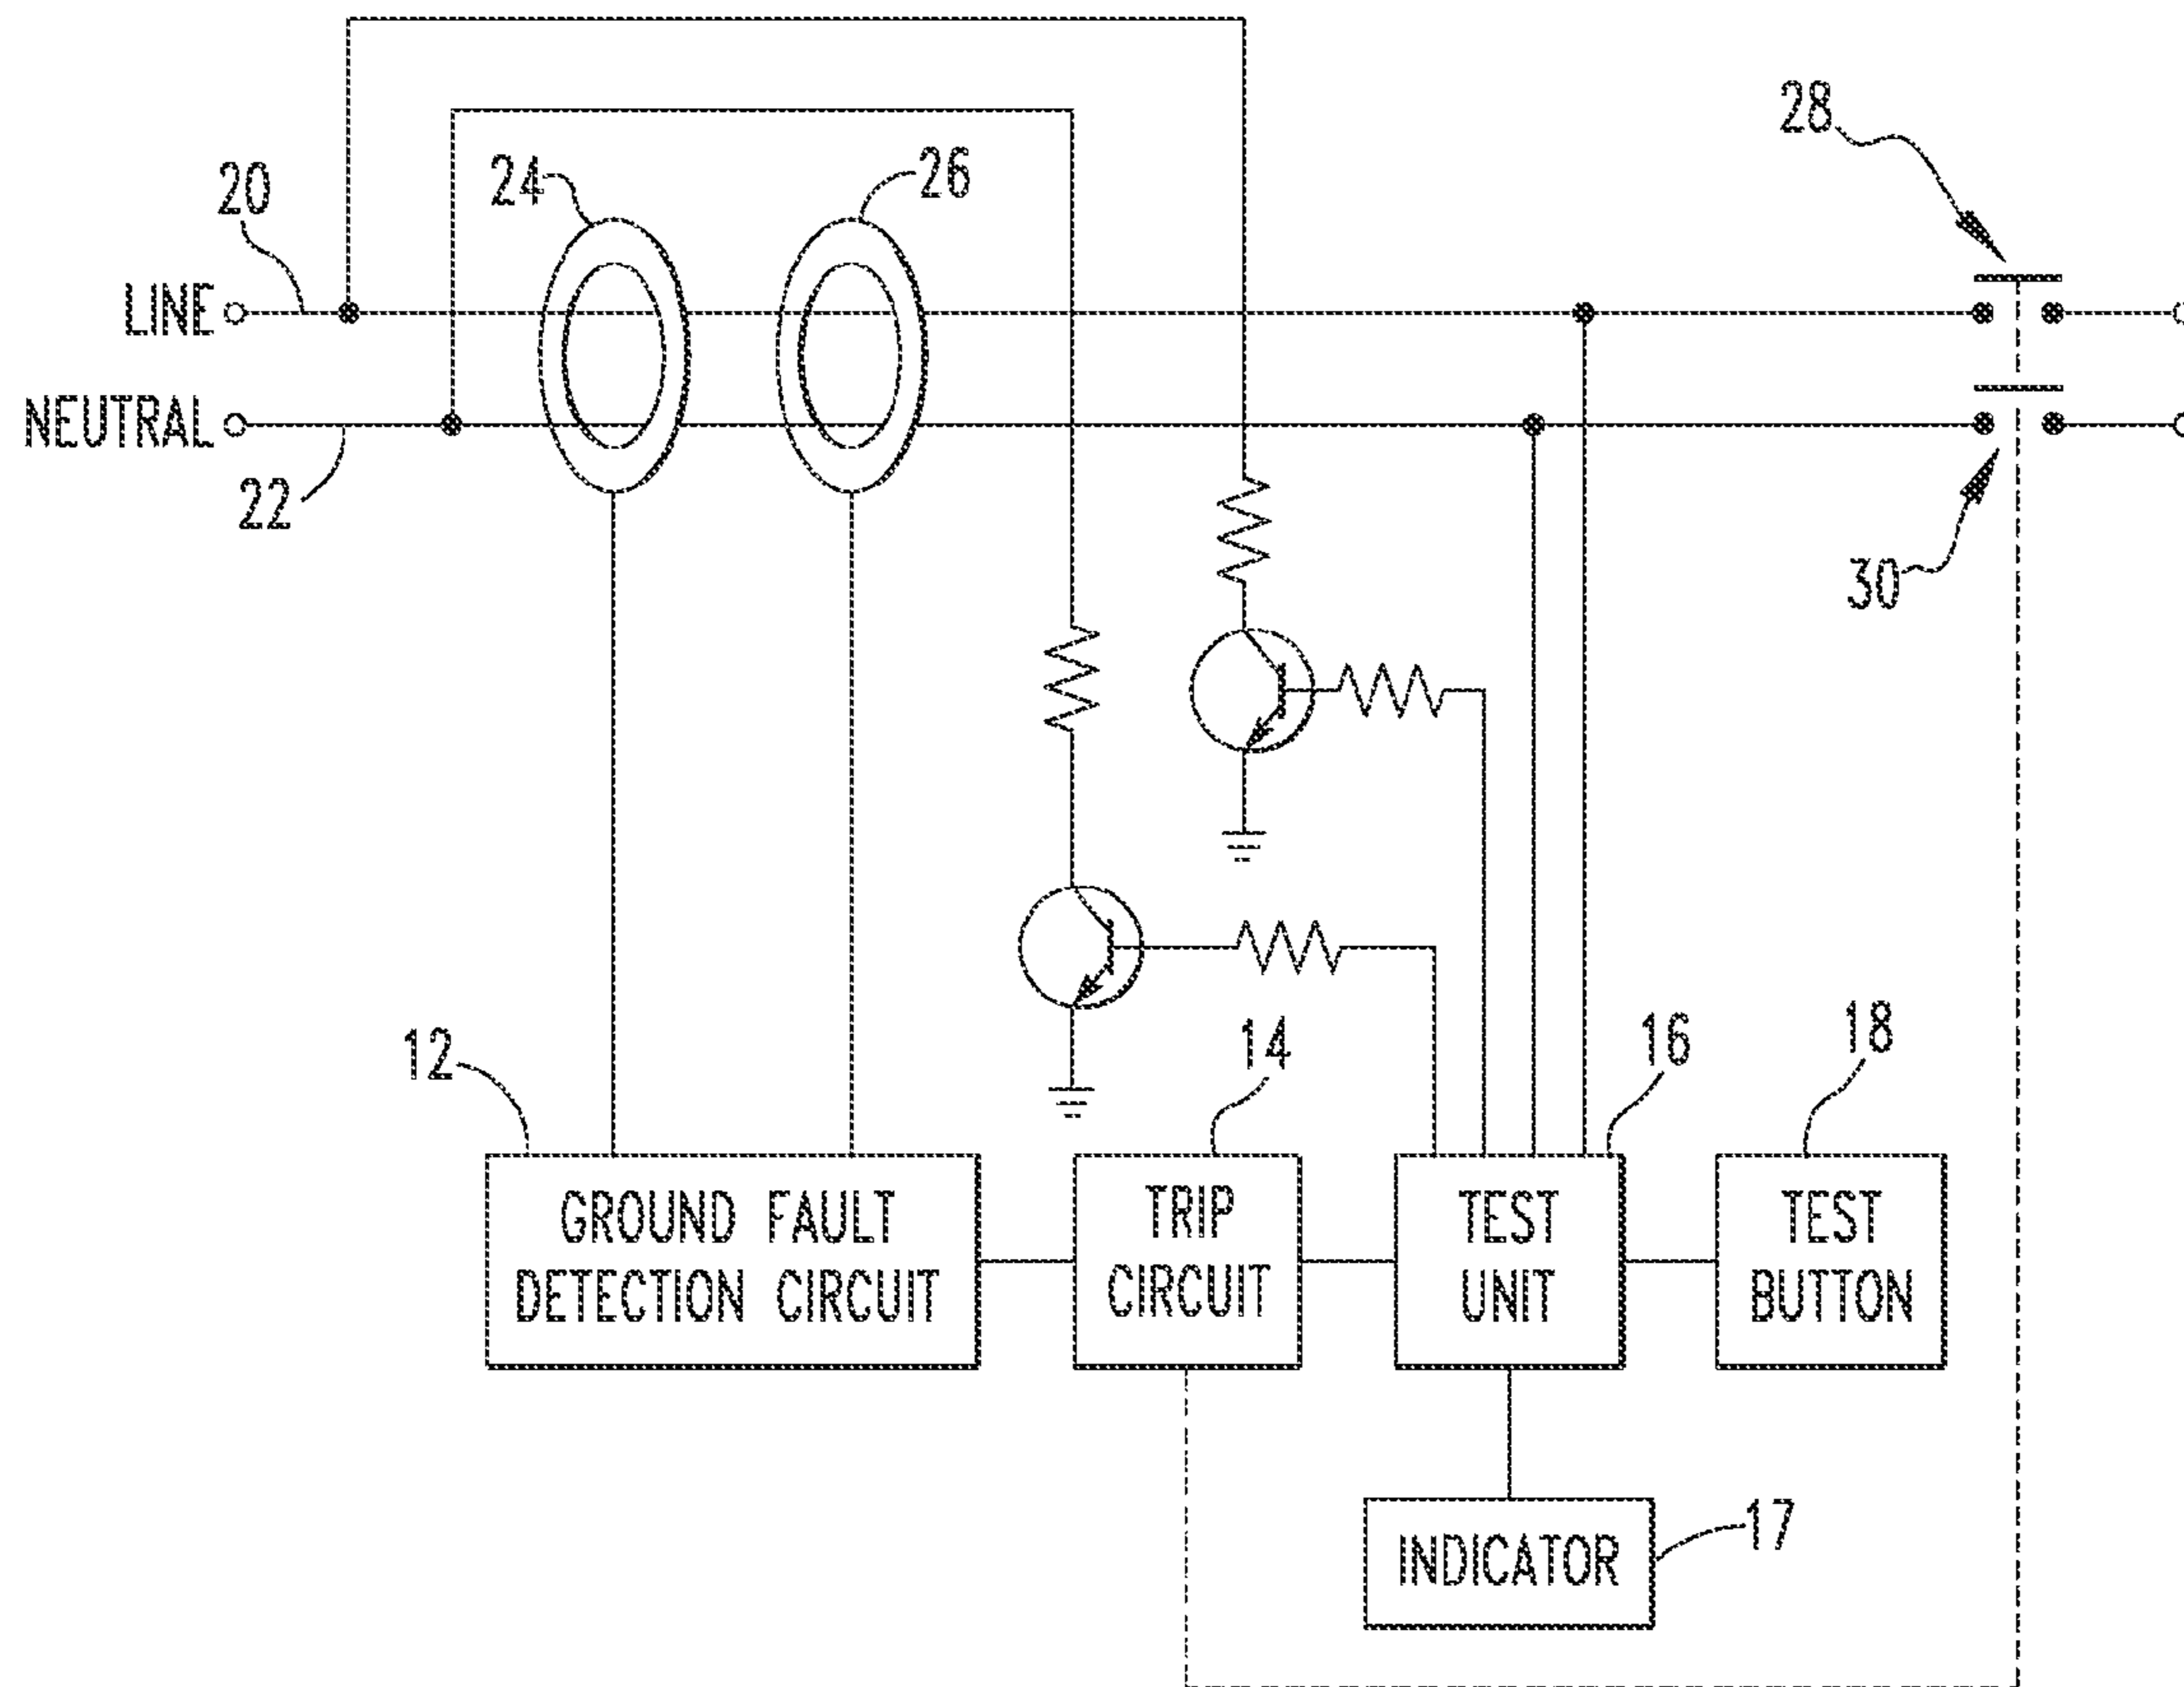 28
20
24
26
LINE
NEUTRAL
22
30
12
14
16
18
GROUND FAULT
DETECTION CIRCUIT
TRIP
CIRCUIT
TEST
UNIT
TEST
BUTTON
INDICATOR
17